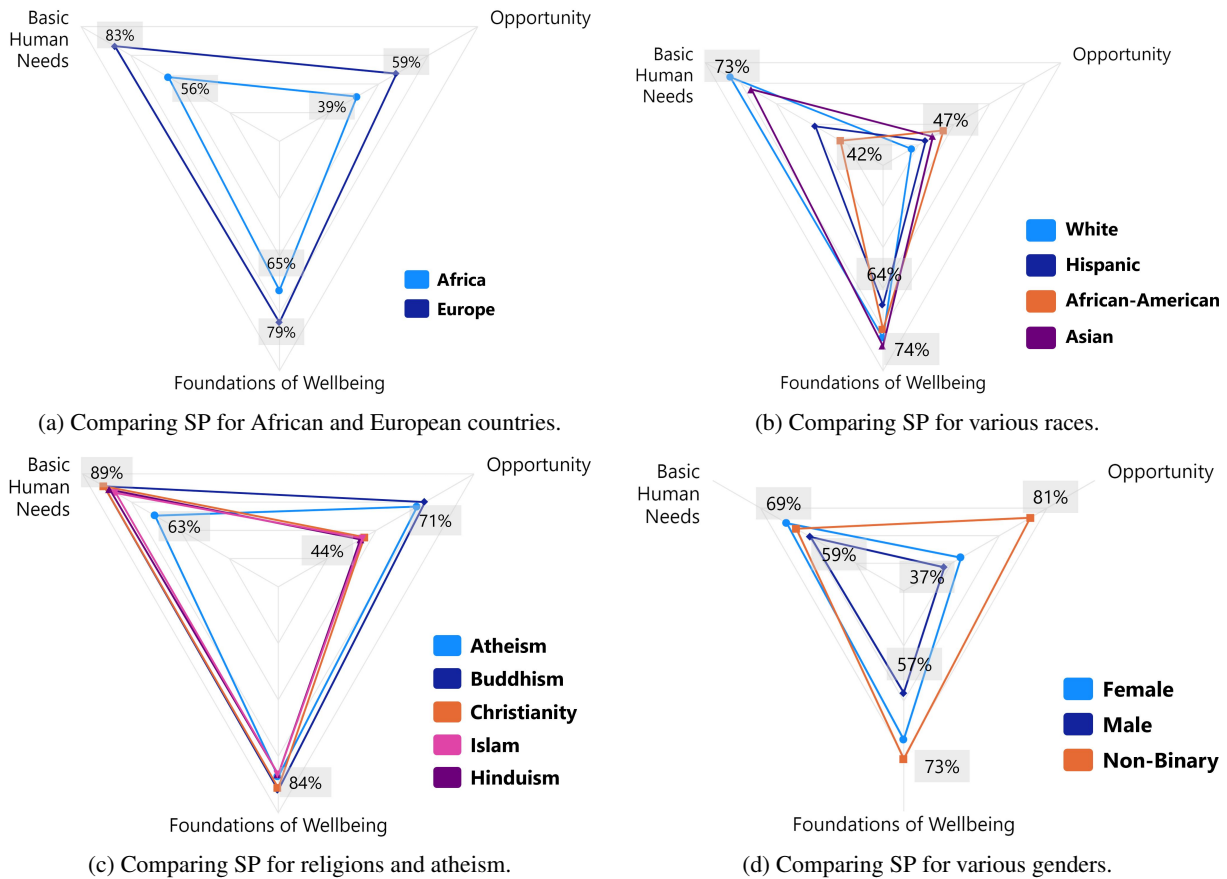 Basic
Human
Needs
Opportunity
83%
59%
56%
39%
65%
79%
Africa
Europe
Foundations of Wellbeing
(a) Comparing SP for African and European countries.
Basic
Human
Needs
Opportunity
73%
47%
42%
64%
74%
White
Hispanic
African-American
Asian
Foundations of Wellbeing
(b) Comparing SP for various races.
Basic
Human
Needs
Opportunity
89%
63%
71%
44%
84%
Atheism
Buddhism
Christianity
Islam
Hinduism
Foundations of Wellbeing
(c) Comparing SP for religions and atheism.
Basic
Human
Needs
Opportunity
69%
81%
59%
37%
57%
73%
Female
Male
Non-Binary
Foundations of Wellbeing
(d) Comparing SP for various genders.